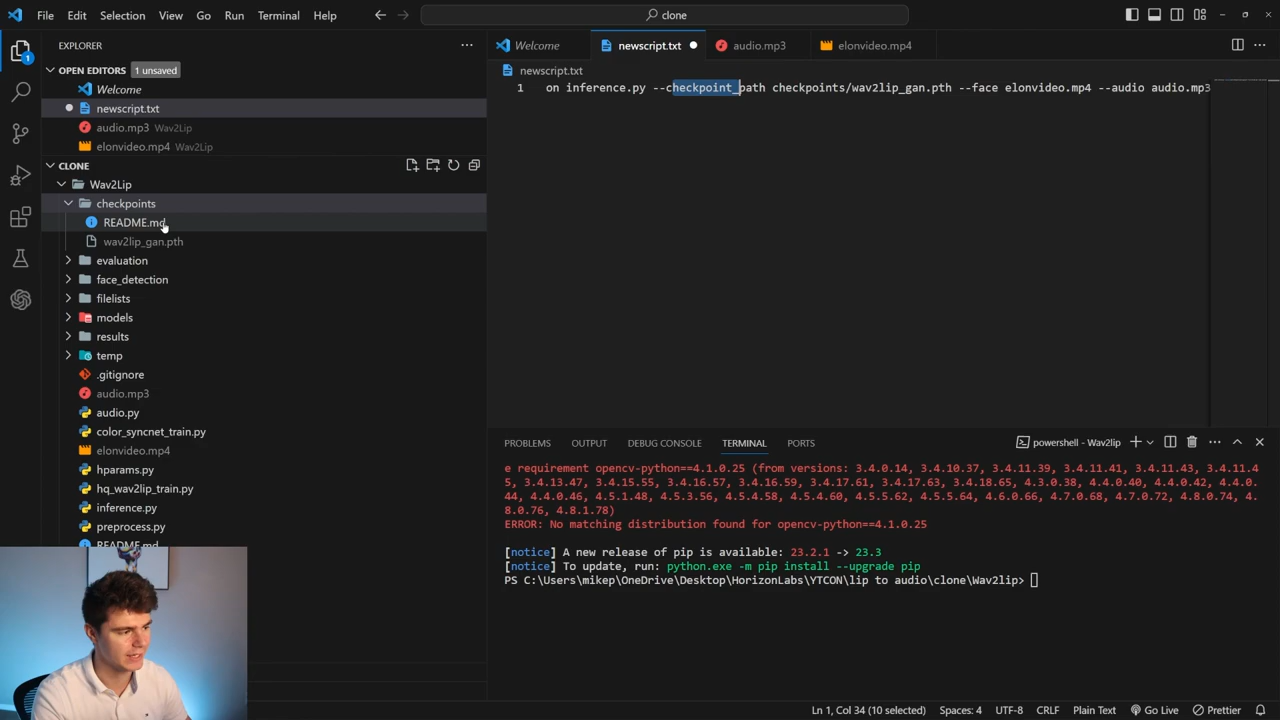 File Edit Selection View Go Run Terminal Help
clone
EXPLORER
OPEN EDITORS 1 unsaved
Welcome
newscript.txt
audio.mp3 Wav2Lip
elonvideo.mp4 Wav2Lip
CLONE
Wav2Lip
checkpoints
README.md
wav2lip_gan.pth
evaluation
face_detection
filelists
models
results
temp
.gitignore
audio.mp3
audio.py
color_syncnet_train.py
elonvideo.mp4
hparams.py
hq_wav2lip_train.py
inference.py
preprocess.py
README.md
1
Welcome newscript.txt audio.mp3 elonvideo.mp4
newscript.txt
1 on inference.py --checkpoint_path checkpoints/wav2lip_gan.pth --face elonvideo.mp4 --audio audio.mp3
PROBLEMS OUTPUT DEBUG CONSOLE TERMINAL PORTS powershell - Wav2lip
e requirement opencv-python==4.1.0.25 (from versions: 3.4.0.14, 3.4.10.37, 3.4.11.39, 3.4.11.41, 3.4.11.43, 3.4.11.4
5, 3.4.13.47, 3.4.15.55, 3.4.16.57, 3.4.16.59, 3.4.17.61, 3.4.17.63, 3.4.18.65, 4.3.0.38, 4.4.0.40, 4.4.0.42, 4.4.0.
44, 4.4.0.46, 4.5.1.48, 4.5.3.56, 4.5.4.58, 4.5.4.60, 4.5.5.62, 4.5.5.64, 4.6.0.66, 4.7.0.68, 4.7.0.72, 4.8.0.74, 4.
8.0.76, 4.8.1.78)
ERROR: No matching distribution found for opencv-python==4.1.0.25
[notice] A new release of pip is available: 23.2.1 -> 23.3
[notice] To update, run: python.exe -m pip install --upgrade pip
PS C:\Users\mikep\OneDrive\Desktop\HorizonLabs\YTCON\lip to audio\clone\Wav2lip>
Ln 1, Col 34 (10 selected) Spaces: 4 UTF-8 CRLF Plain Text Go Live Prettier